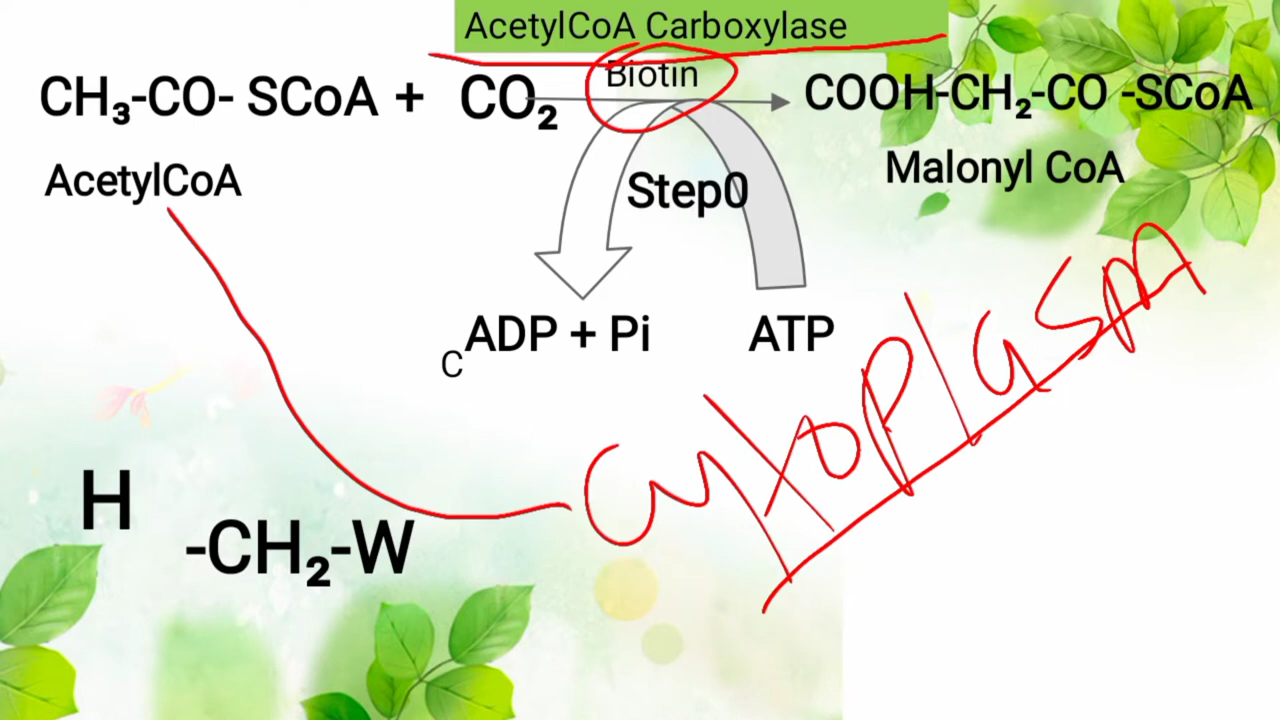 AcetylCoA Carboxylase
Biotin
CH₃-CO- SCoA + CO₂ COOH-CH₂-CO -SCoA
AcetylCoA Malonyl CoA
Step0
ADP + Pi ATP
C
Cytoplasm
H
-CH₂-W